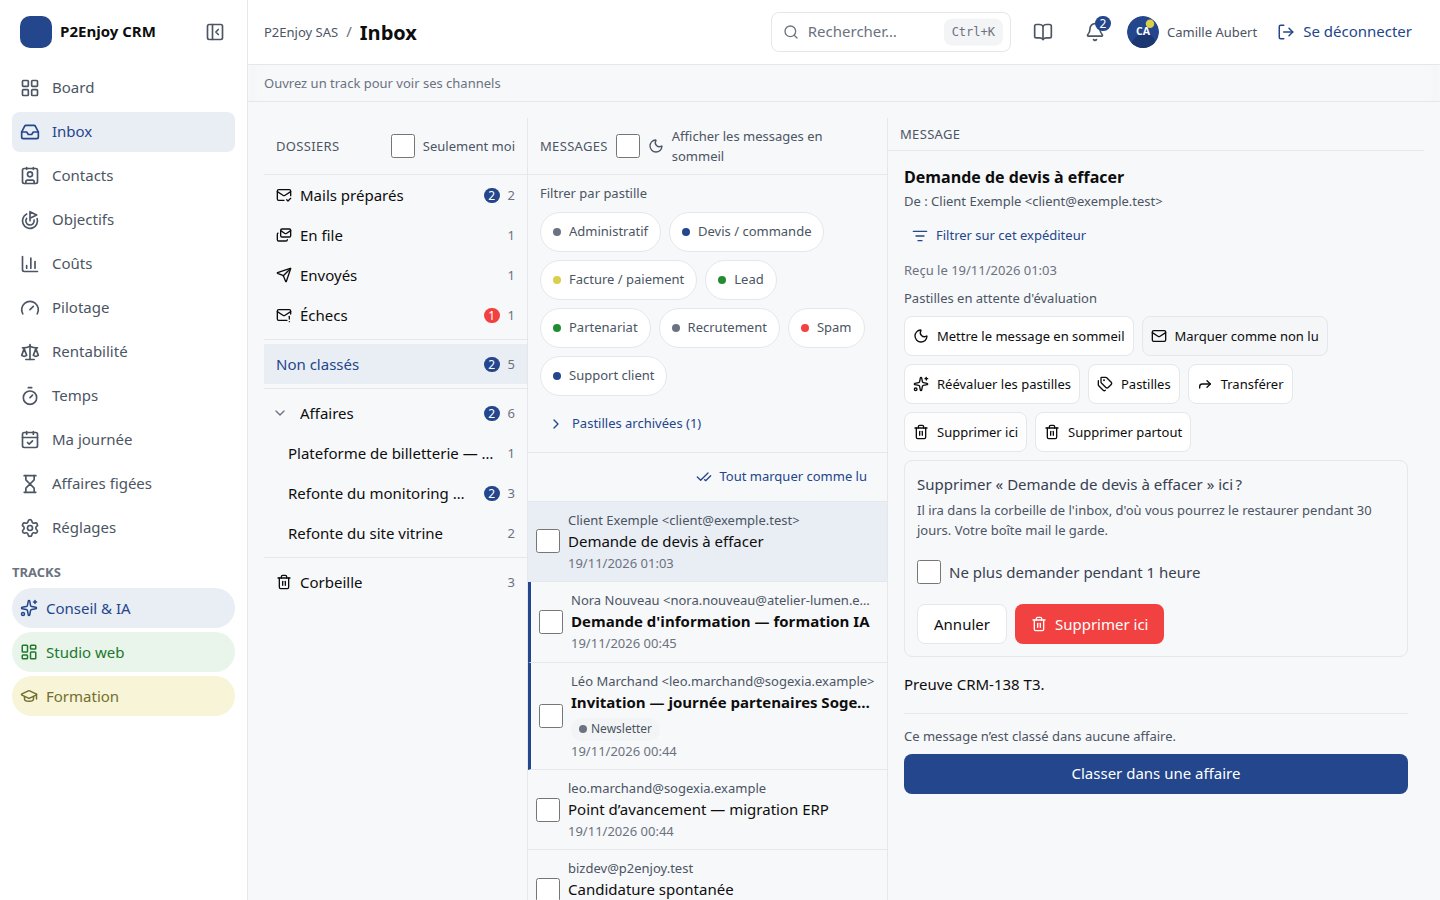 P2Enjoy CRM
P2Enjoy SAS / Inbox
Rechercher... Ctrl+K
2
CA Camille Aubert
Se déconnecter
Ouvrez un track pour voir ses channels
Board
Inbox
Contacts
Objectifs
Coûts
Pilotage
Rentabilité
Temps
Ma journée
Affaires figées
Réglages
TRACKS
Conseil & IA
Studio web
Formation
DOSSIERS Seulement moi
Mails préparés 2 2
En file 1
Envoyés 1
Échecs 1 1
Non classés 2 5
Affaires 2 6
Plateforme de billetterie — ... 1
Refonte du monitoring ... 2 3
Refonte du site vitrine 2
Corbeille 3
MESSAGES Afficher les messages en
sommeil
Filtrer par pastille
Administratif Devis / commande
Facture / paiement Lead
Partenariat Recrutement Spam
Support client
Pastilles archivées (1)
Tout marquer comme lu
Client Exemple <client@exemple.test>
Demande de devis à effacer
19/11/2026 01:03
Nora Nouveau <nora.nouveau@atelier-lumen.e...
Demande d'information — formation IA
19/11/2026 00:45
Léo Marchand <leo.marchand@sogexia.example>
Invitation — journée partenaires Soge...
Newsletter
19/11/2026 00:44
leo.marchand@sogexia.example
Point d’avancement — migration ERP
19/11/2026 00:44
bizdev@p2enjoy.test
Candidature spontanée
MESSAGE
Demande de devis à effacer
De : Client Exemple <client@exemple.test>
Filtrer sur cet expéditeur
Reçu le 19/11/2026 01:03
Pastilles en attente d'évaluation
Mettre le message en sommeil Marquer comme non lu
Réévaluer les pastilles Pastilles Transférer
Supprimer ici Supprimer partout
Supprimer « Demande de devis à effacer » ici ?
Il ira dans la corbeille de l'inbox, d'où vous pourrez le restaurer pendant 30
jours. Votre boîte mail le garde.
Ne plus demander pendant 1 heure
Annuler Supprimer ici
Preuve CRM-138 T3.
Ce message n’est classé dans aucune affaire.
Classer dans une affaire